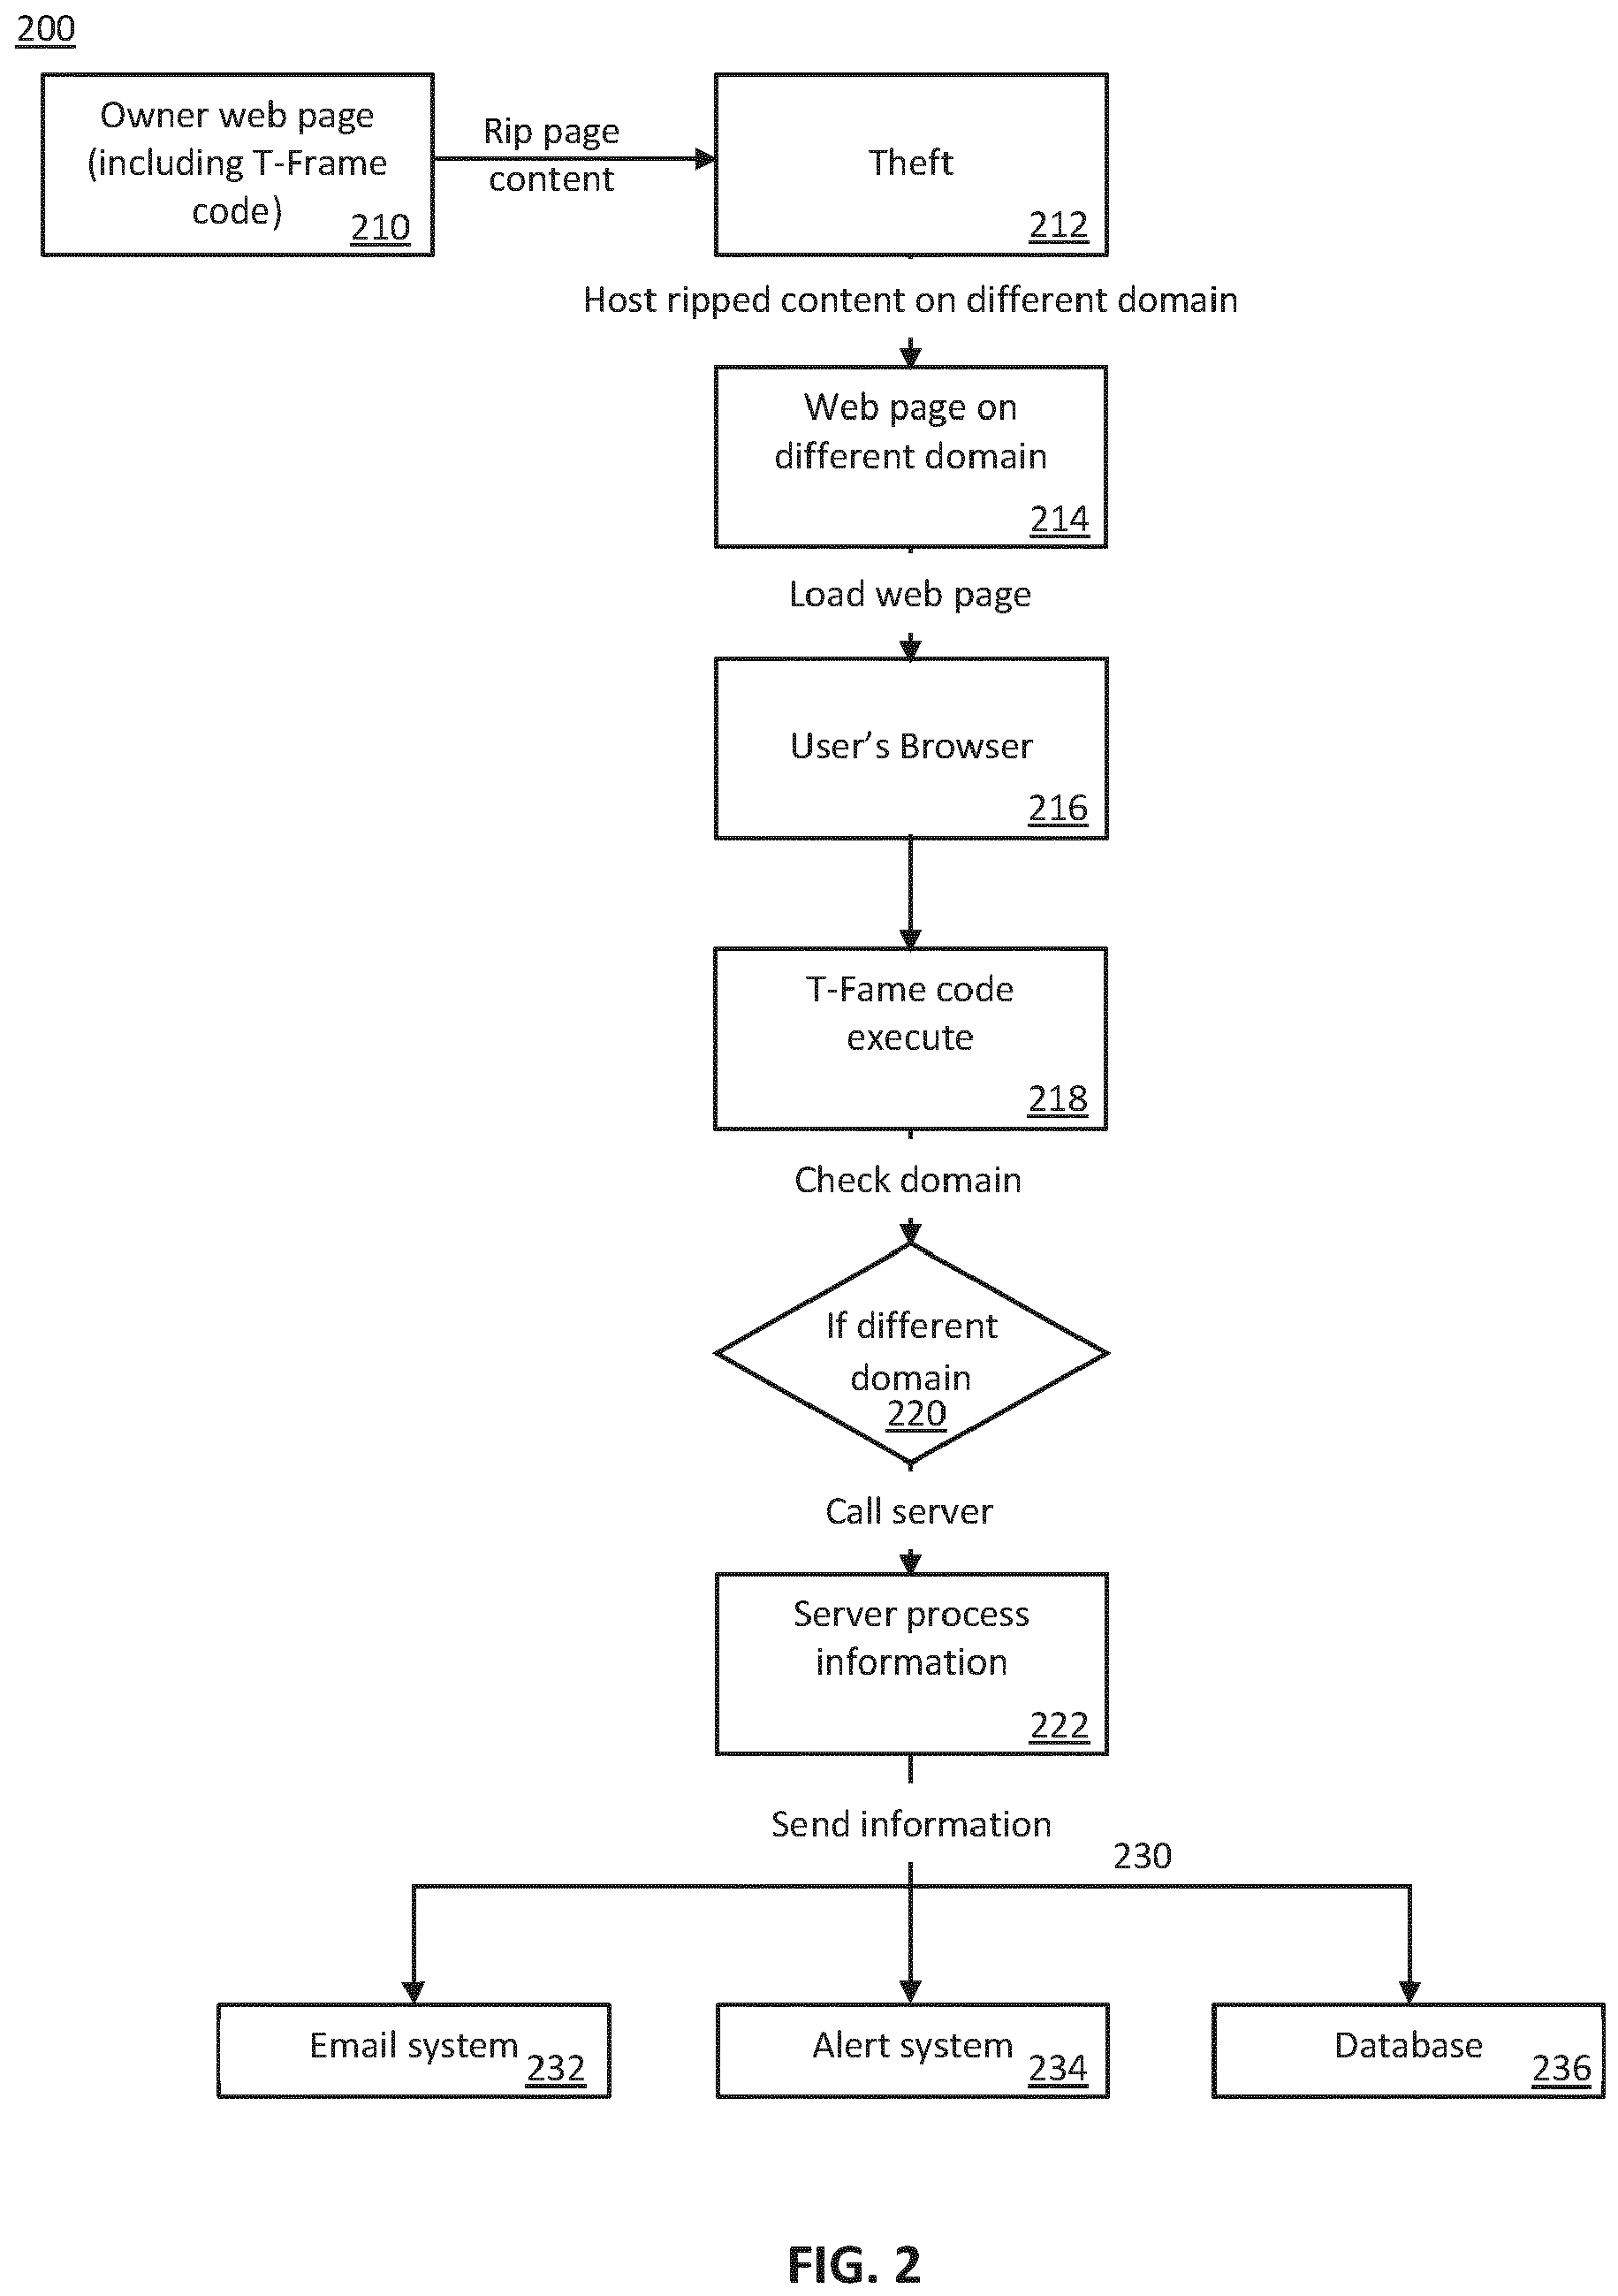 200
Owner web page
(including T-Frame
code)
210
Rip page
content
Theft
212
Host ripped content on different domain
Web page on
different domain
214
Load web page
User’s Browser
216
T-Fame code
execute
218
Check domain
If different
domain
220
Call server
Server process
information
222
Send information
230
Email system
232
Alert system
234
Database
236
FIG. 2